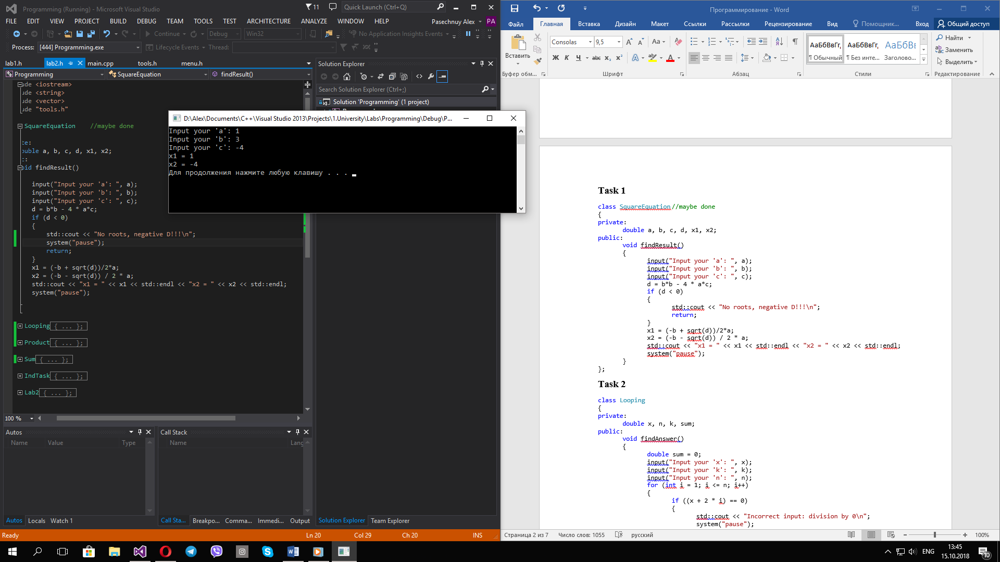 Programming (Running) - Microsoft Visual Studio
11
Quick Launch (Ctrl+Q)
FILE EDIT VIEW PROJECT BUILD DEBUG TEAM TOOLS TEST ARCHITECTURE ANALYZE WINDOW HELP
Pasechnuy Alex PA
Continue Debug Win32 No Application Insights Events
Process: [444] Programming.exe Lifecycle Events Thread:
lab1.h lab2.h main.cpp tools.h menu.h
Programming SquareEquation findResult()
ude <iostream>
ude <string>
ude <vector>
ude "tools.h"
SquareEquation //maybe done
te:
ouble a, b, c, d, x1, x2;
c:
oid findResult()
input("Input your 'a': ", a);
input("Input your 'b': ", b);
input("Input your 'c': ", c);
d = b*b - 4 * a*c;
if (d < 0)
{
std::cout << "No roots, negative D!!!\n";
system("pause");
return;
}
x1 = (-b + sqrt(d))/2*a;
x2 = (-b - sqrt(d)) / 2 * a;
std::cout << "x1 = " << x1 << std::endl << "x2 = " << x2 << std::endl;
system("pause");
Looping{ ... };
Product{ ... };
Sum{ ... };
IndTask{ ... };
Lab2{ ... };
100 %
Solution Explorer
Search Solution Explorer (Ctrl+;)
Solution 'Programming' (1 project)
D:\Alex\Documents\C++\Visual Studio 2013\Projects\1.University\Labs\Programming\Debug\P...
Input your 'a': 1
Input your 'b': 3
Input your 'c': -4
x1 = 1
x2 = -4
Для продолжения нажмите любую клавишу . . .
Autos
Name Value Type
Call Stack
Name Lang
Autos Locals Watch 1
Call Sta... Breakpo... Comma... Immedi... Output
Solution Explorer Team Explorer
Ready Ln 20 Col 29 Ch 20 INS
Программирование - Word
Файл Главная Вставка Дизайн Макет Ссылки Рассылки Рецензирование Вид Помощник... Вход Общий доступ
Вставить
Consolas 9,5
Aa
Ж К Ч abc x₂ x²
АаБбВвГг, АаБбВвГг, АаБбВг
¶ Обычный ¶ Без инте... Заголово...
Найти
Заменить
Выделить
Буфер обм... Шрифт Абзац Стили Редактирование
Task 1
class SquareEquation//maybe done
{
private:
double a, b, c, d, x1, x2;
public:
void findResult()
{
input("Input your 'a': ", a);
input("Input your 'b': ", b);
input("Input your 'c': ", c);
d = b*b - 4 * a*c;
if (d < 0)
{
std::cout << "No roots, negative D!!!\n";
return;
}
x1 = (-b + sqrt(d))/2*a;
x2 = (-b - sqrt(d)) / 2 * a;
std::cout << "x1 = " << x1 << std::endl << "x2 = " << x2 << std::endl;
system("pause");
}
};
Task 2
class Looping
{
private:
double x, n, k, sum;
public:
void findAnswer()
{
double sum = 0;
input("Input your 'x': ", x);
input("Input your 'k': ", k);
input("Input your 'n': ", n);
for (int i = 1; i <= n; i++)
{
if ((x + 2 * i) == 0)
{
std::cout << "Incorrect input: division by 0\n";
system("pause");
Страница 2 из 7 Число слов: 1055 русский 100%
ENG
13:45
15.10.2018
10